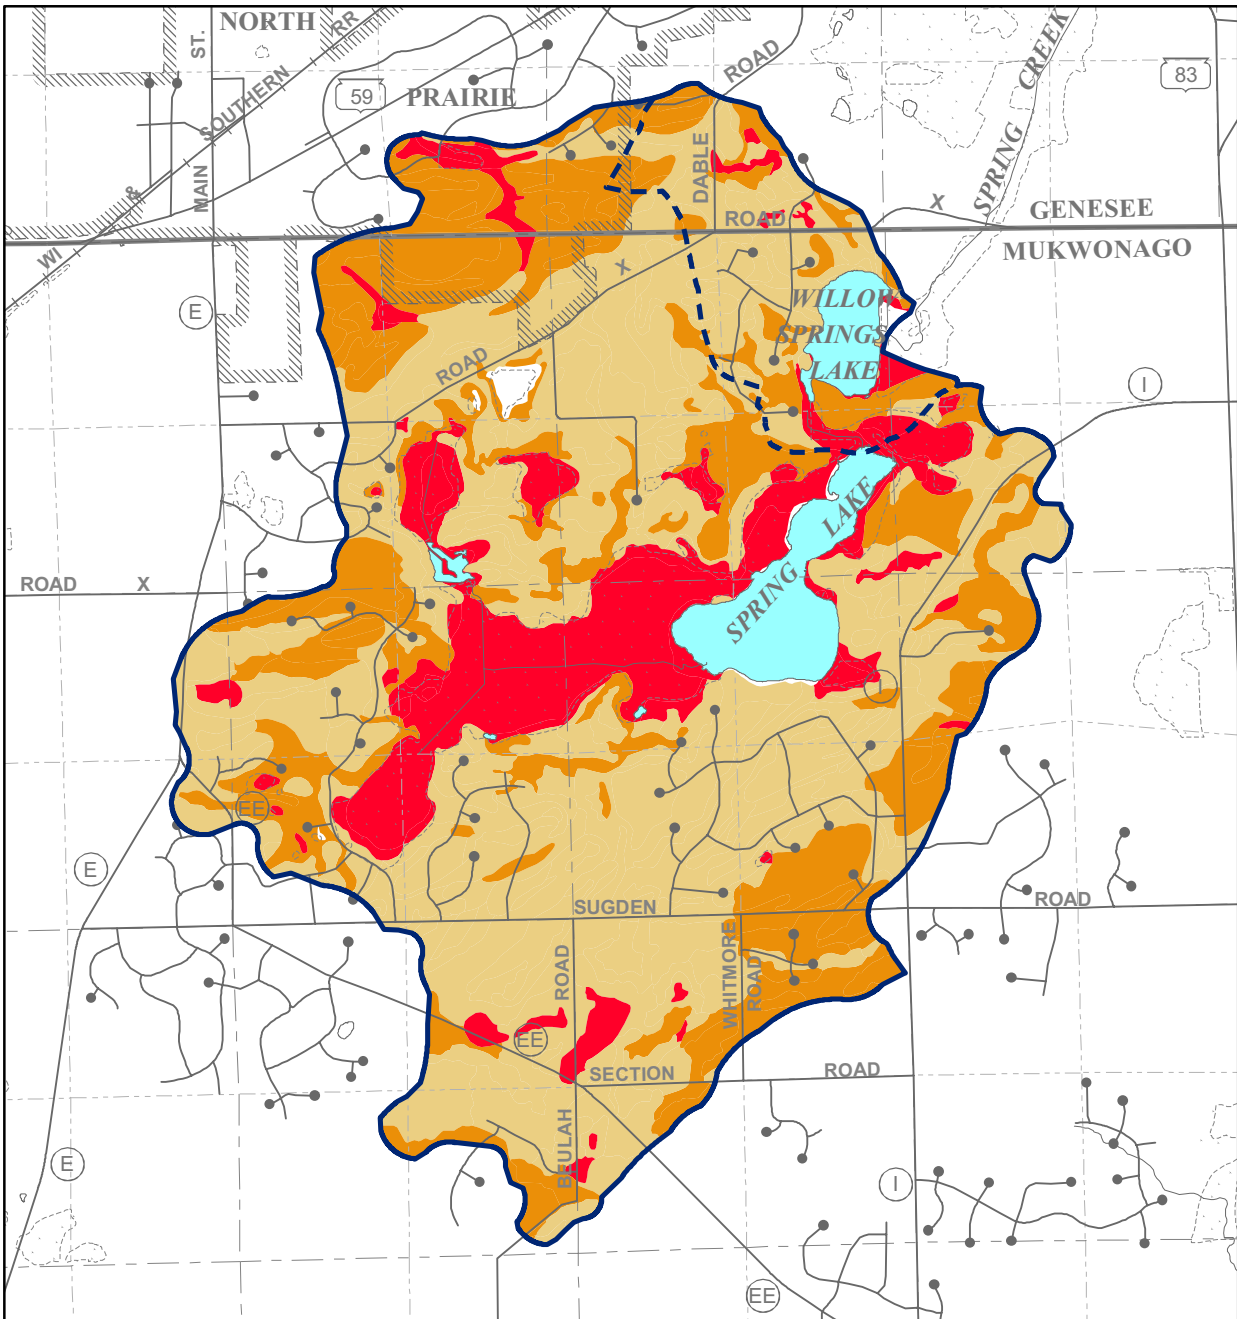 NORTH
PRAIRIE
ST.
MAIN
WI & SOUTHERN RR
59
ROAD
DABLE
SPRING CREEK
83
X
GENESEE
ROAD
MUKWONAGO
X
E
WILLOW
SPRINGS
LAKE
ROAD
I
LAKE
SPRING
ROAD X
I
EE
E
SUGDEN
ROAD
ROAD
WHITMORE
ROAD
EE
SECTION
ROAD
BEULAH
E
I
EE